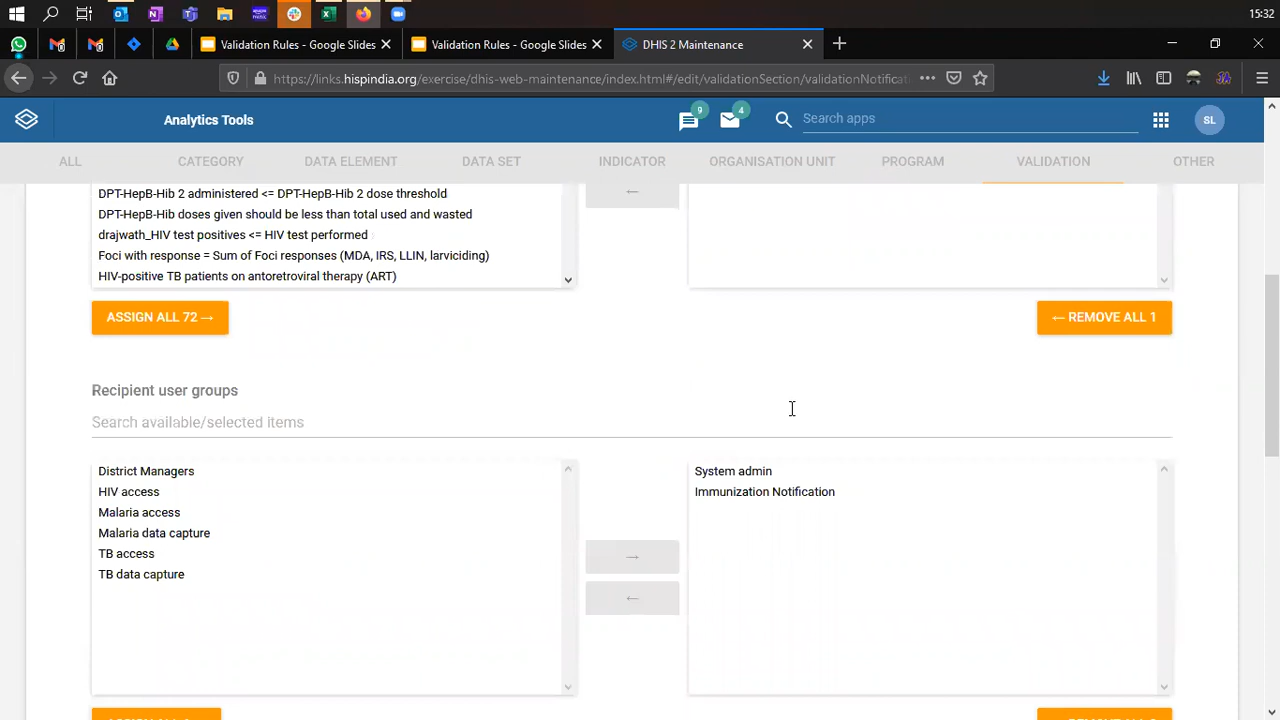 15:32
Validation Rules - Google Slides
Validation Rules - Google Slides
DHIS 2 Maintenance
https://links.hispindia.org/exercise/dhis-web-maintenance/index.html#/edit/validationSection/validationNotificati
Analytics Tools
9
4
Search apps
SL
ALL
CATEGORY
DATA ELEMENT
DATA SET
INDICATOR
ORGANISATION UNIT
PROGRAM
VALIDATION
OTHER
DPT-HepB-Hib 2 administered <= DPT-HepB-Hib 2 dose threshold
DPT-HepB-Hib doses given should be less than total used and wasted
drajwath_HIV test positives <= HIV test performed
Foci with response = Sum of Foci responses (MDA, IRS, LLIN, larviciding)
HIV-positive TB patients on antoretroviral therapy (ART)
←
ASSIGN ALL 72 →
← REMOVE ALL 1
Recipient user groups
Search available/selected items
District Managers
HIV access
Malaria access
Malaria data capture
TB access
TB data capture
→
←
System admin
Immunization Notification